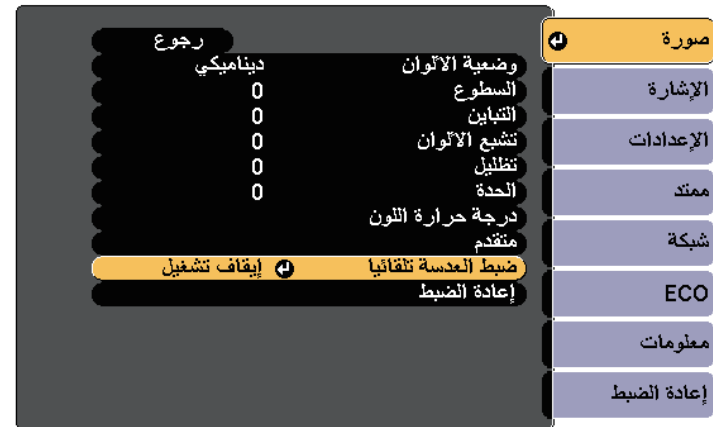 صورة
الإشارة
الإعدادات
ممتد
شبكة
ECO
معلومات
إعادة الضبط
رجوع
وضعية الألوان ديناميكي
السطوع 0
التباين 0
تشبع الألوان 0
تظليل 0
الحدة 0
درجة حرارة اللون
متقدم
ضبط العدسة تلقائيا إيقاف تشغيل
إعادة الضبط